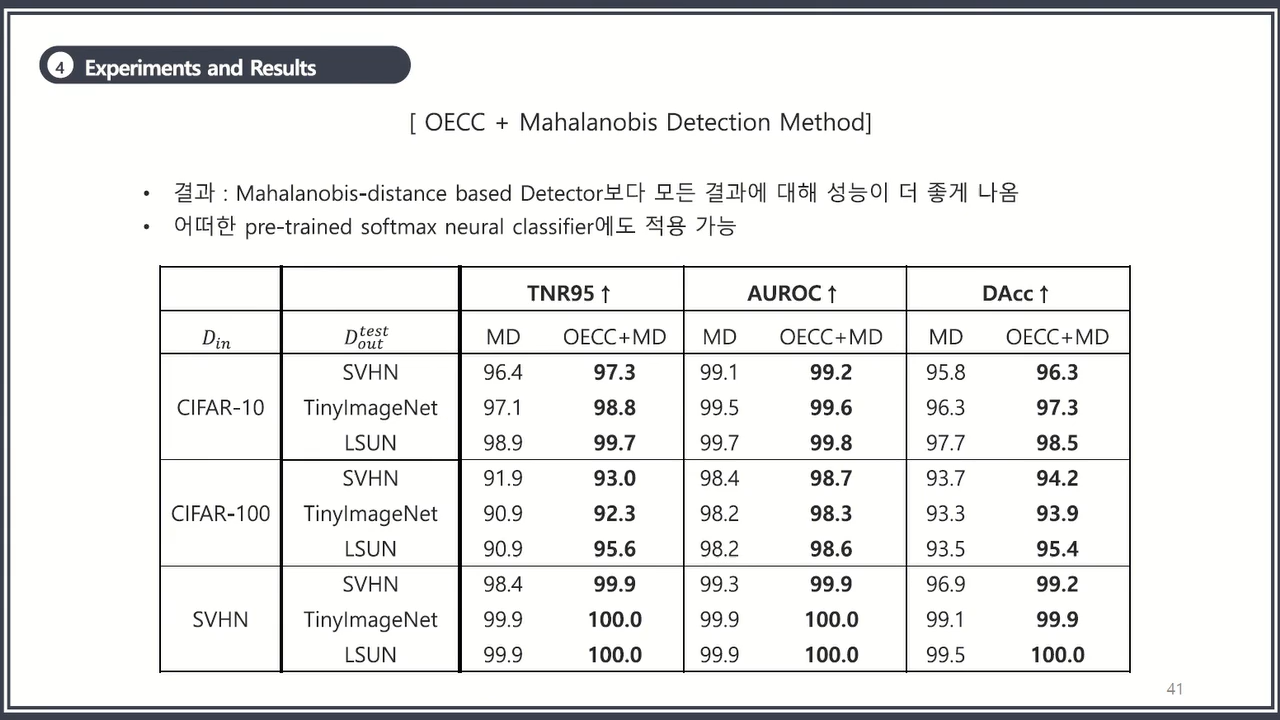 4 Experiments and Results
[ OECC + Mahalanobis Detection Method]
• 결과 : Mahalanobis-distance based Detector보다 모든 결과에 대해 성능이 더 좋게 나옴
• 어떠한 pre-trained softmax neural classifier에도 적용 가능
TNR95↑ AUROC↑ DAcc↑
D_in D_out^test MD OECC+MD MD OECC+MD MD OECC+MD
SVHN 96.4 97.3 99.1 99.2 95.8 96.3
CIFAR-10 TinyImageNet 97.1 98.8 99.5 99.6 96.3 97.3
LSUN 98.9 99.7 99.7 99.8 97.7 98.5
SVHN 91.9 93.0 98.4 98.7 93.7 94.2
CIFAR-100 TinyImageNet 90.9 92.3 98.2 98.3 93.3 93.9
LSUN 90.9 95.6 98.2 98.6 93.5 95.4
SVHN 98.4 99.9 99.3 99.9 96.9 99.2
SVHN TinyImageNet 99.9 100.0 99.9 100.0 99.1 99.9
LSUN 99.9 100.0 99.9 100.0 99.5 100.0
41